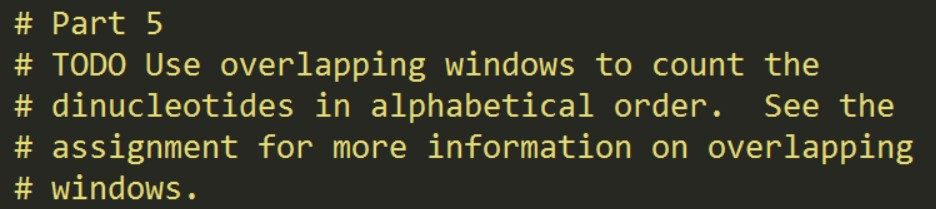 # Part 5
# TODO Use overlapping windows to count the
# dinucleotides in alphabetical order.  See the
# assignment for more information on overlapping
# windows.